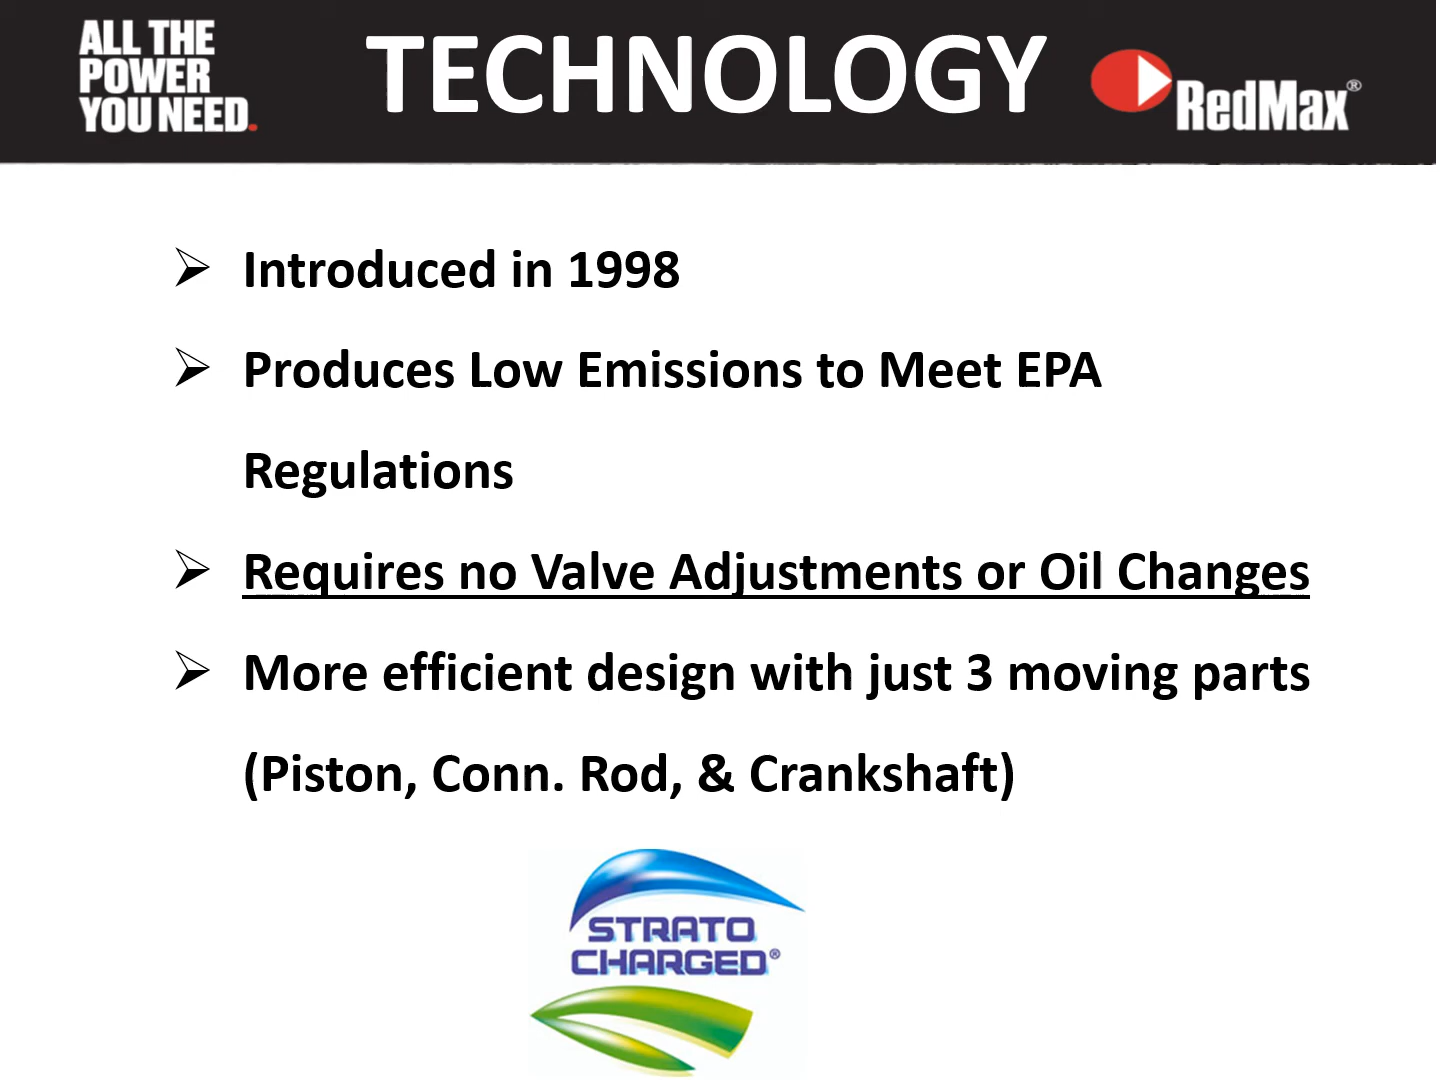 ALL THE
POWER
YOU NEED.
TECHNOLOGY
RedMax®
➢ Introduced in 1998
➢ Produces Low Emissions to Meet EPA
Regulations
➢ Requires no Valve Adjustments or Oil Changes
➢ More efficient design with just 3 moving parts
(Piston, Conn. Rod, & Crankshaft)
STRATO
CHARGED®